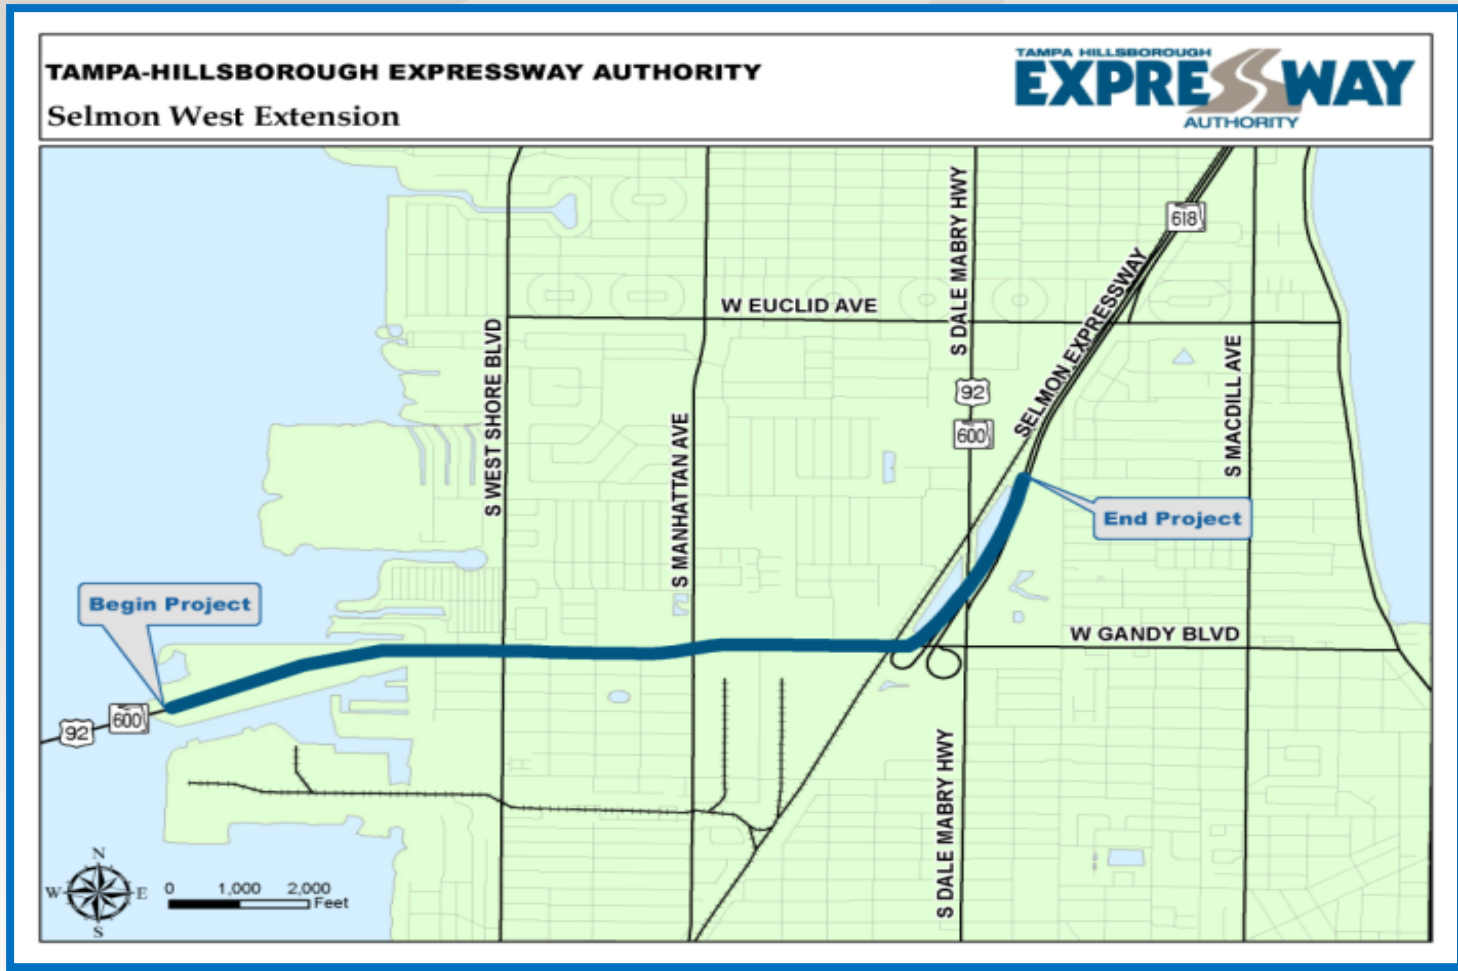 TAMPA-HILLSBOROUGH EXPRESSWAY AUTHORITY
Selmon West Extension
TAMPA HILLSBOROUGH
EXPRESSWAY
AUTHORITY
S DALE MABRY HWY
618
SELMON EXPRESSWAY
W EUCLID AVE
S WEST SHORE BLVD
S MACDILL AVE
92
600
S MANHATTAN AVE
End Project
Begin Project
W GANDY BLVD
600
92
S DALE MABRY HWY
N
W
E
S
0 1,000 2,000
Feet